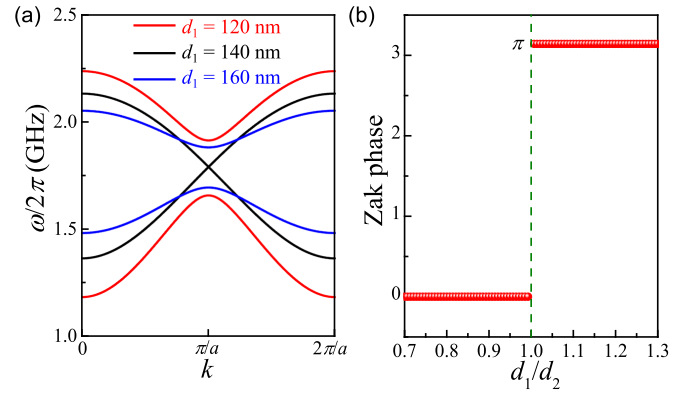 (a)
2.5
2.0
1.5
1.0
ω/2π (GHz)
d₁ = 120 nm
d₁ = 140 nm
d₁ = 160 nm
0
π/a
2π/a
k
(b)
3
2
1
0
π
Zak phase
0.7
0.8
0.9
1.0
1.1
1.2
1.3
d₁/d₂